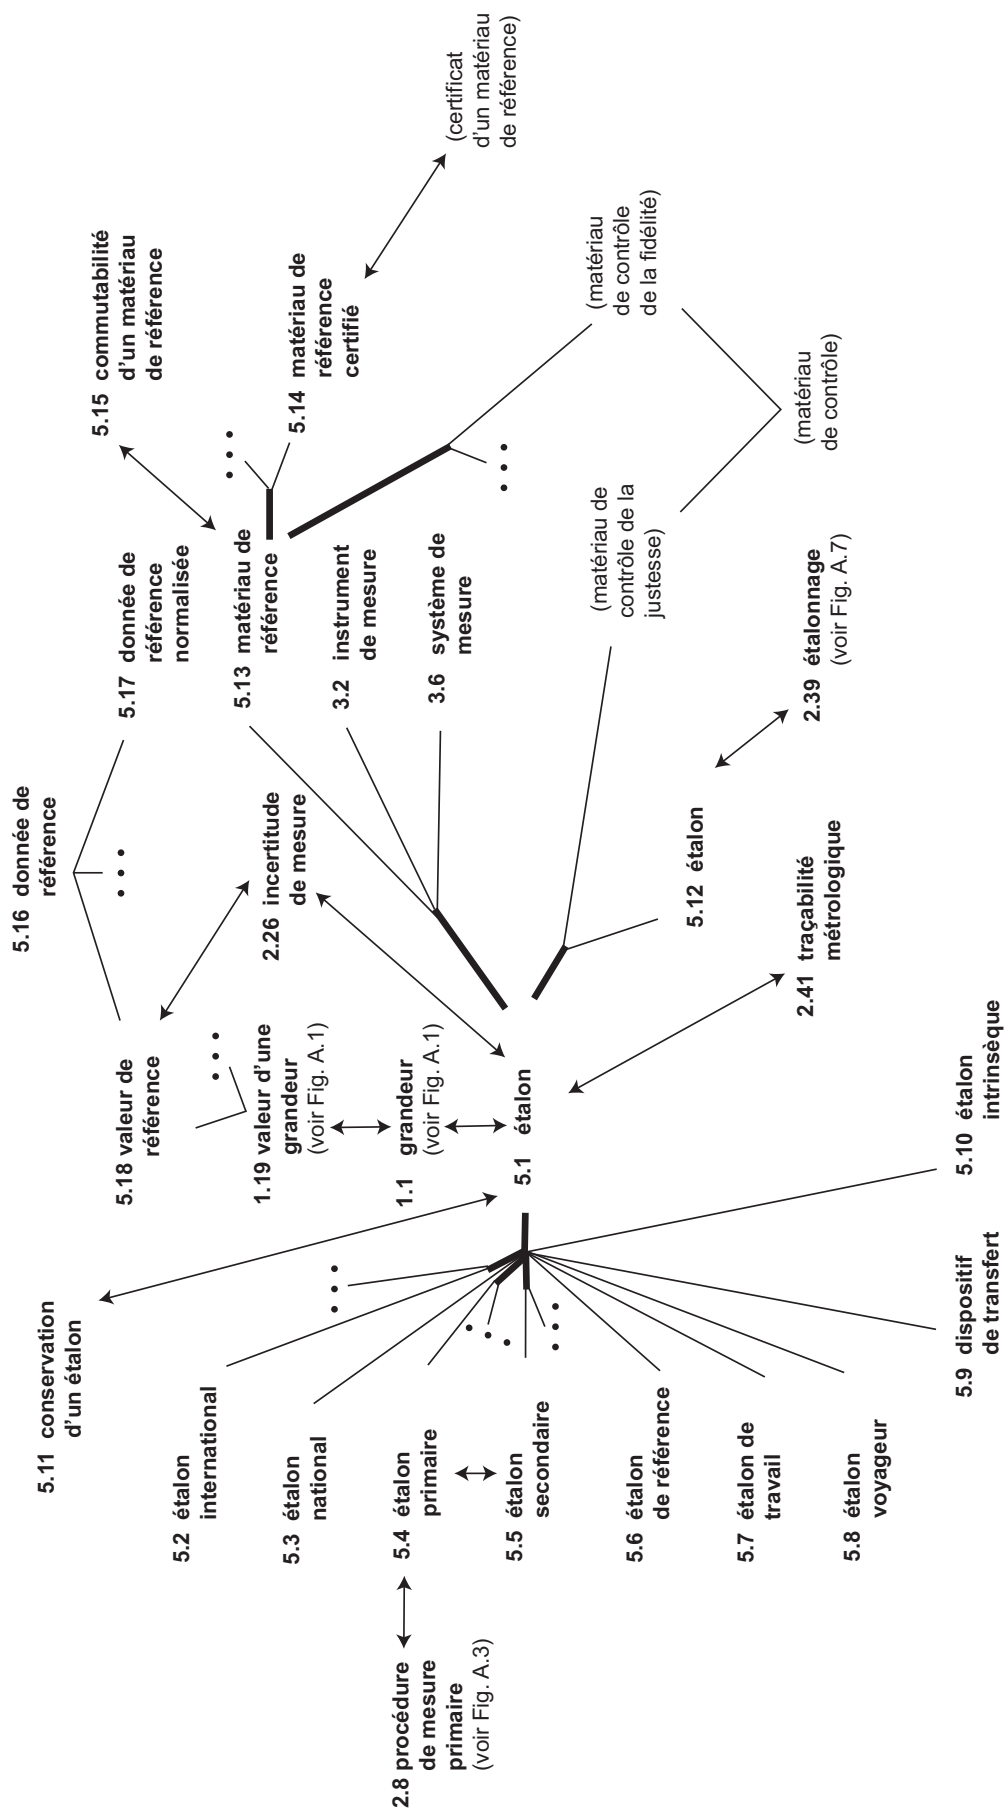 5.16 donnée de
référence
5.11 conservation
d'un étalon
5.18 valeur de
référence
5.17 donnée de
référence
normalisée
5.15 commutabilité
d'un matériau
de référence
5.2 étalon
international
1.19 valeur d'une
grandeur
(voir Fig. A.1)
2.26 incertitude
de mesure
5.13 matériau de
référence
5.14 matériau de
référence
certifié
(certificat
d'un matériau
de référence)
5.3 étalon
national
3.2 instrument
de mesure
2.8 procédure
de mesure
primaire
(voir Fig. A.3)
5.4 étalon
primaire
1.1 grandeur
(voir Fig. A.1)
3.6 système de
mesure
5.5 étalon
secondaire
5.1 étalon
(matériau de
contrôle de la
justesse)
(matériau
de contrôle
de la fidélité)
5.6 étalon
de référence
5.12 étalon
5.7 étalon de
travail
2.41 traçabilité
métrologique
2.39 étalonnage
(voir Fig. A.7)
(matériau
de contrôle)
5.8 étalon
voyageur
5.9 dispositif
de transfert
5.10 étalon
intrinsèque